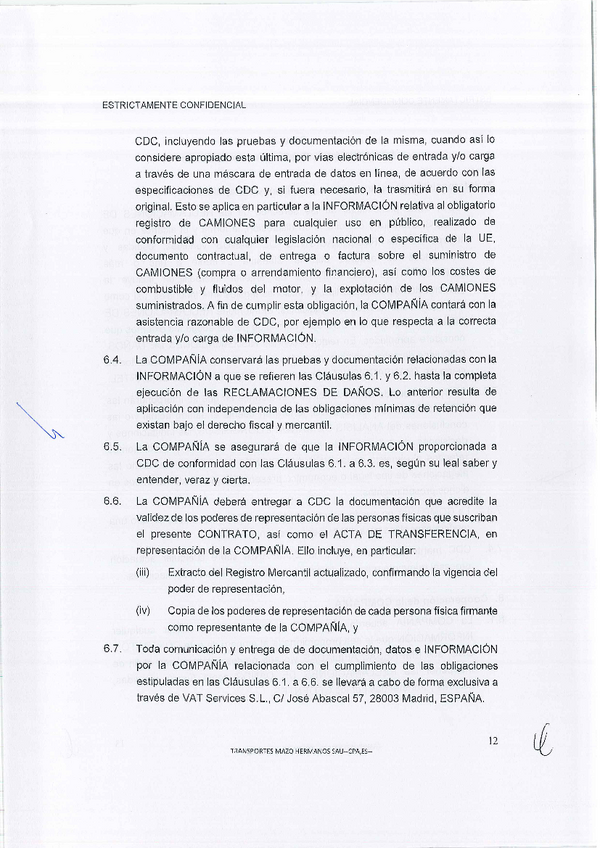 ESTRICTAMENTE CONFIDENCIAL
CDC, incluyendo las pruebas y documentación de la misma, cuando así lo
considere apropiado esta última, por vías electrónicas de entrada y/o carga
a través de una máscara de entrada de datos en línea, de acuerdo con las
especificaciones de CDC y, si fuera necesario, la trasmitirá en su forma
original. Esto se aplica en particular a la INFORMACIÓN relativa al obligatorio
registro de CAMIONES para cualquier uso en público, realizado de
conformidad con cualquier legislación nacional o específica de la UE,
documento contractual, de entrega o factura sobre el suministro de
CAMIONES (compra o arrendamiento financiero), así como los costes de
combustible y fluidos del motor, y la explotación de los CAMIONES
suministrados. A fin de cumplir esta obligación, la COMPAÑÍA contará con la
asistencia razonable de CDC, por ejemplo en lo que respecta a la correcta
entrada y/o carga de INFORMACIÓN.
6.4. La COMPAÑÍA conservará las pruebas y documentación relacionadas con la
INFORMACIÓN a que se refieren las Cláusulas 6.1. y 6.2. hasta la completa
ejecución de las RECLAMACIONES DE DAÑOS. Lo anterior resulta de
aplicación con independencia de las obligaciones mínimas de retención que
existan bajo el derecho fiscal y mercantil.
6.5. La COMPAÑÍA se asegurará de que la INFORMACIÓN proporcionada a
CDC de conformidad con las Cláusulas 6.1. a 6.3. es, según su leal saber y
entender, veraz y cierta.
6.6. La COMPAÑÍA deberá entregar a CDC la documentación que acredite la
validez de los poderes de representación de las personas físicas que suscriban
el presente CONTRATO, así como el ACTA DE TRANSFERENCIA, en
representación de la COMPAÑÍA. Ello incluye, en particular:
(iii) Extracto del Registro Mercantil actualizado, confirmando la vigencia del
poder de representación,
(iv) Copia de los poderes de representación de cada persona física firmante
como representante de la COMPAÑÍA, y
6.7. Toda comunicación y entrega de de documentación, datos e INFORMACIÓN
por la COMPAÑÍA relacionada con el cumplimiento de las obligaciones
estipuladas en las Cláusulas 6.1. a 6.6. se llevará a cabo de forma exclusiva a
través de VAT Services S.L., C/ José Abascal 57, 28003 Madrid, ESPAÑA.
12
TRANSPORTES MAZO HERMANOS SAU--CPA,ES--